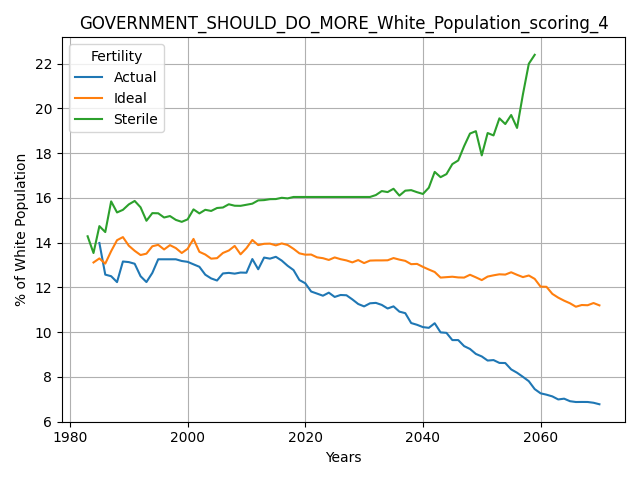 GOVERNMENT_SHOULD_DO_MORE_White_Population_scoring_4
Fertility
Actual
Ideal
Sterile
% of White Population
22
20
18
16
14
12
10
8
6
1980
2000
2020
2040
2060
Years